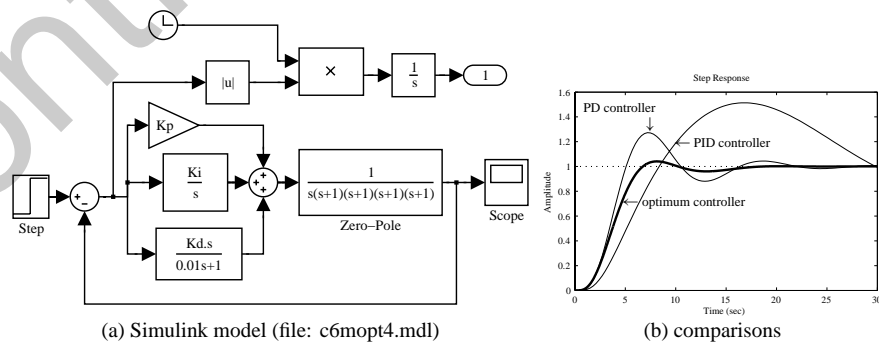 |u|
×
1
s
1
Kp
Ki
s
Kd.s
0.01s+1
+
−
+
+
+
1
s(s+1)(s+1)(s+1)(s+1)
Zero−Pole
Step
Scope
(a) Simulink model (file: c6mopt4.mdl)
Step Response
1.6
1.4
1.2
1
0.8
0.6
0.4
0.2
0
Amplitude
PD controller
PID controller
optimum controller
0
5
10
15
20
25
30
Time (sec)
(b) comparisons